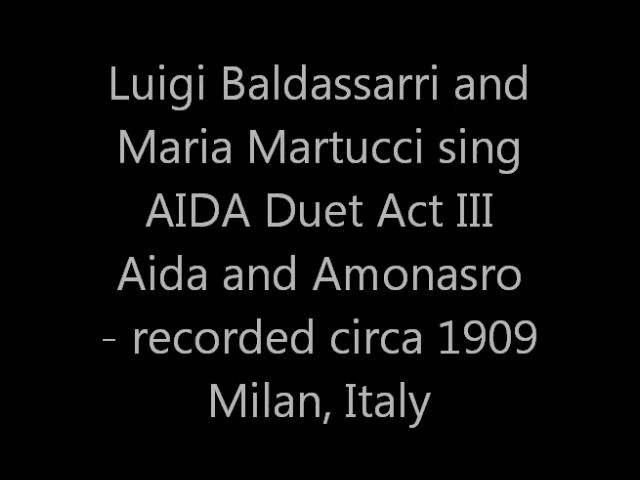 Luigi Baldassarri and
Maria Martucci sing
AIDA Duet Act III
Aida and Amonasro
- recorded circa 1909
Milan, Italy